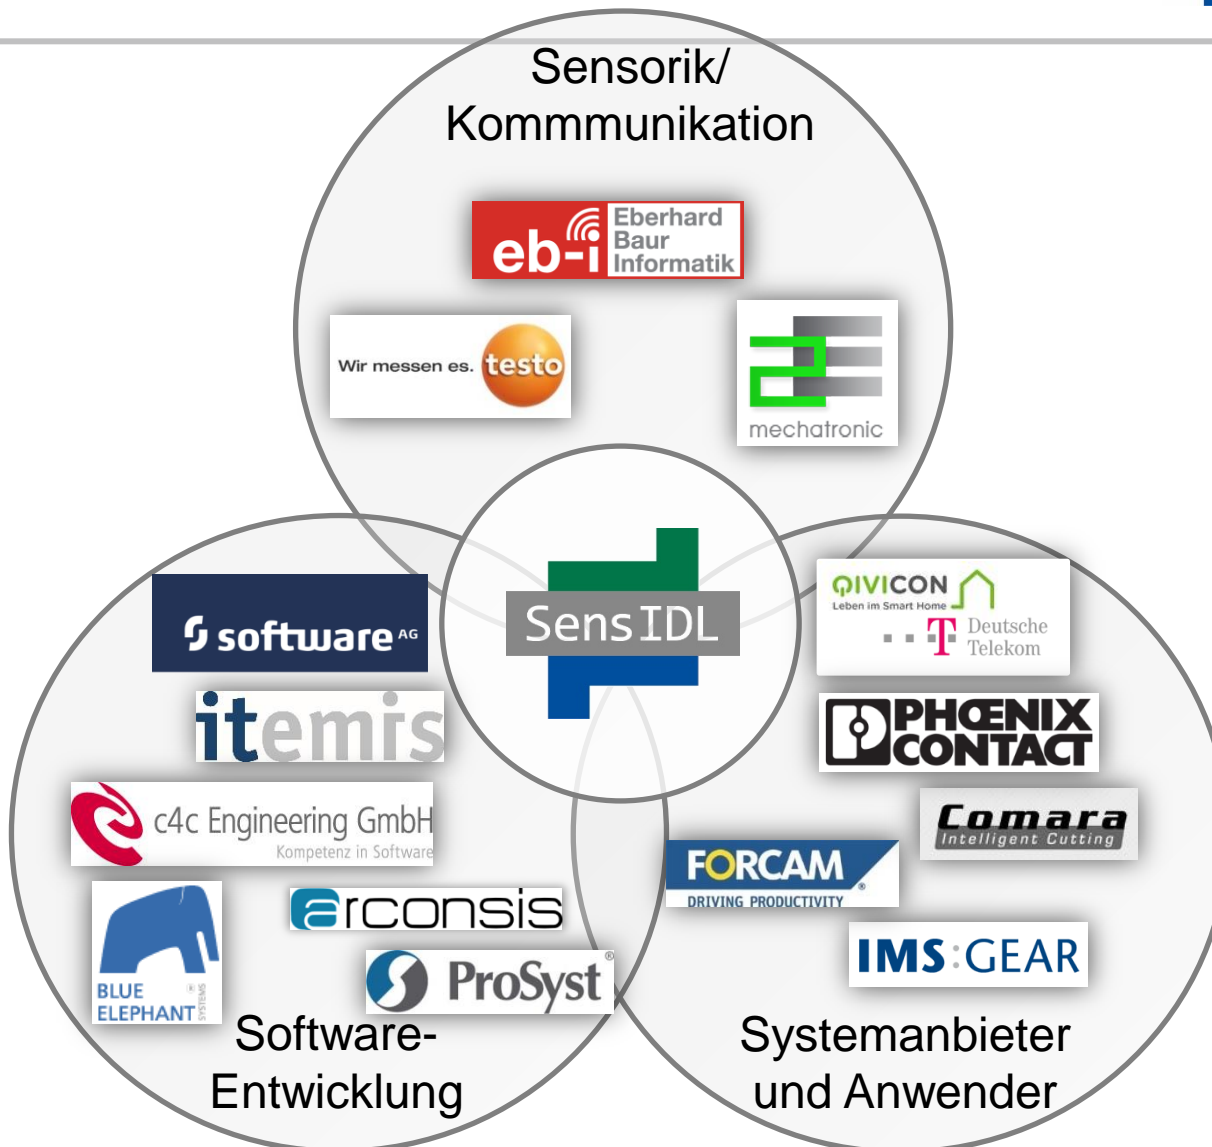 Sensorik/
Kommmunikation
eb-i
Eberhard
Baur
Informatik
Wir messen es. testo
2E
mechatronic
SensIDL
software AG
itemis
c4c Engineering GmbH
Kompetenz in Software
BLUE
ELEPHANT
SYSTEMS
arconsis
ProSyst®
Software-
Entwicklung
QIVICON
Leben im Smart Home
T Deutsche
Telekom
PHŒNIX
CONTACT
Comara
Intelligent Cutting
FORCAM®
DRIVING PRODUCTIVITY
IMS:GEAR
Systemanbieter
und Anwender